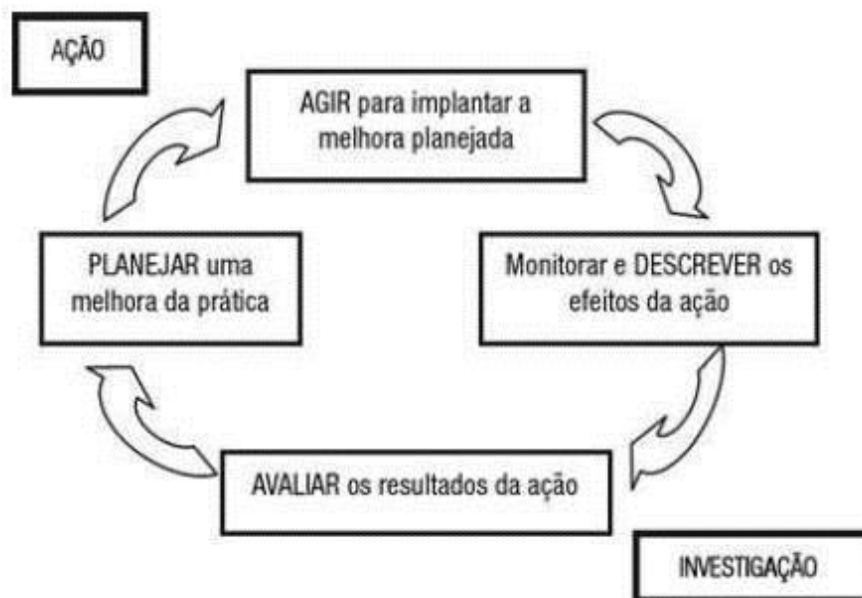 AÇÃO
AGIR para implantar a
melhora planejada
PLANEJAR uma
melhora da prática
Monitorar e DESCREVER os
efeitos da ação
AVALIAR os resultados da ação
INVESTIGAÇÃO